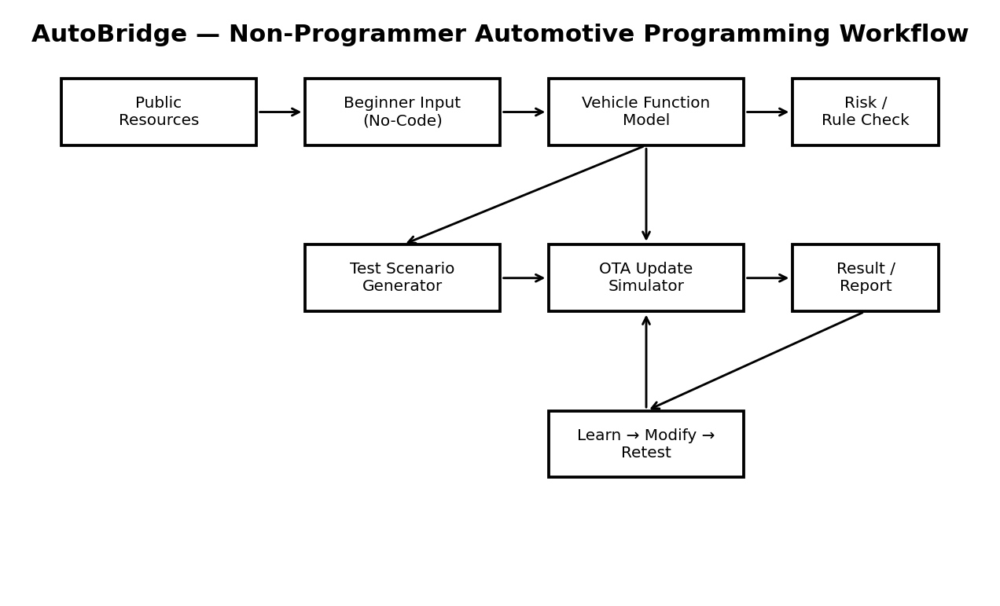 AutoBridge — Non-Programmer Automotive Programming Workflow
Public
Resources
Beginner Input
(No-Code)
Vehicle Function
Model
Risk /
Rule Check
Test Scenario
Generator
OTA Update
Simulator
Result /
Report
Learn → Modify →
Retest